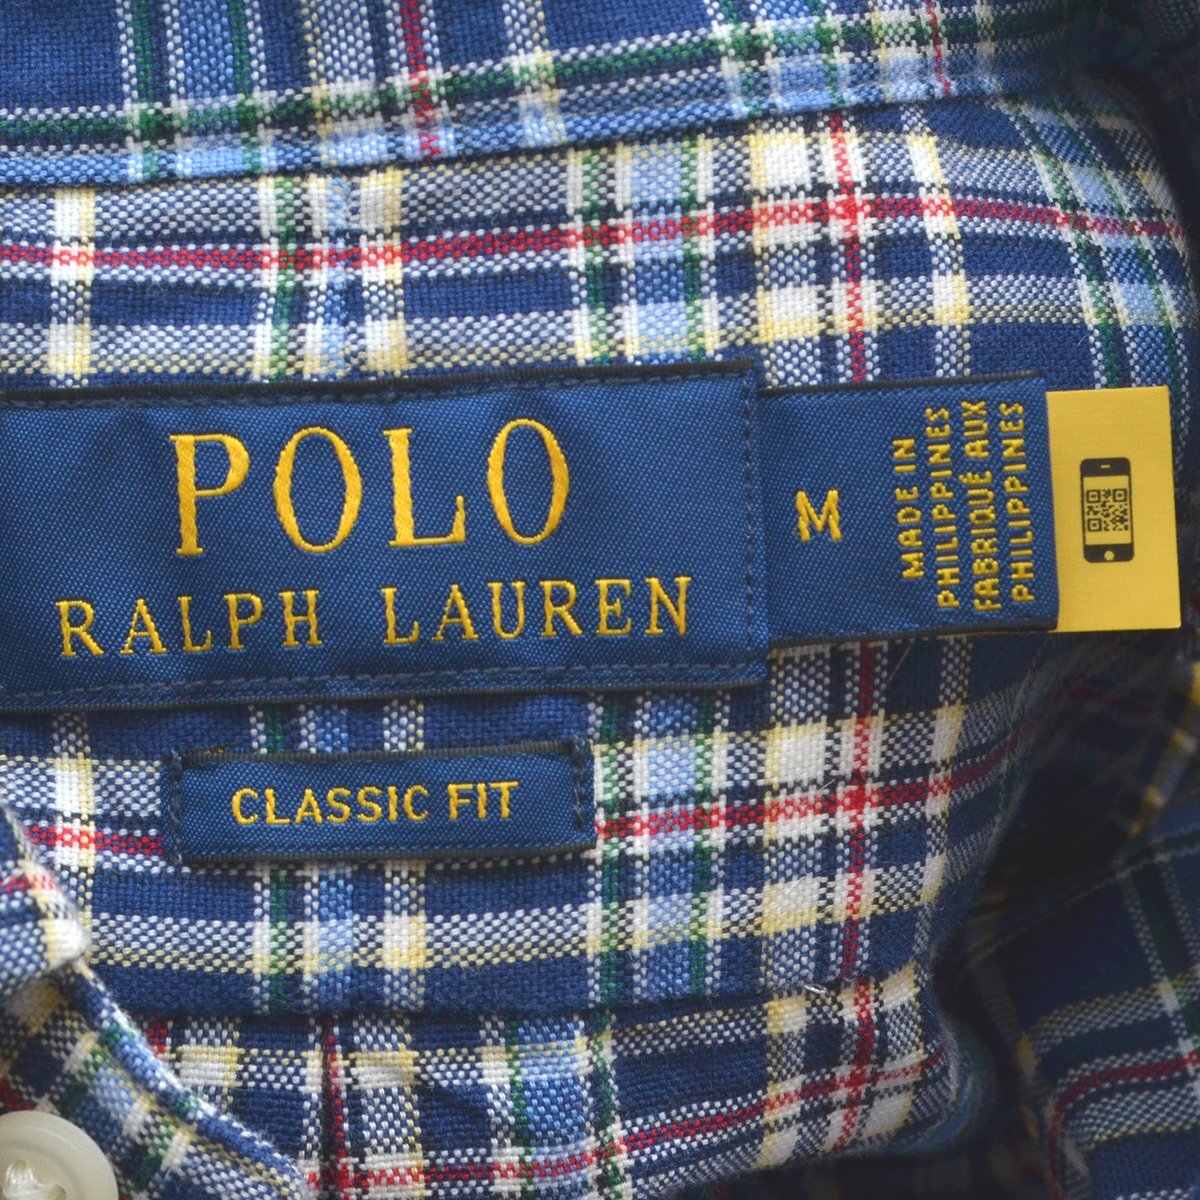 POLO
RALPH LAUREN
M
MADE IN
PHILIPPINES
FABRIQUÉ AUX
PHILIPPINES
CLASSIC FIT